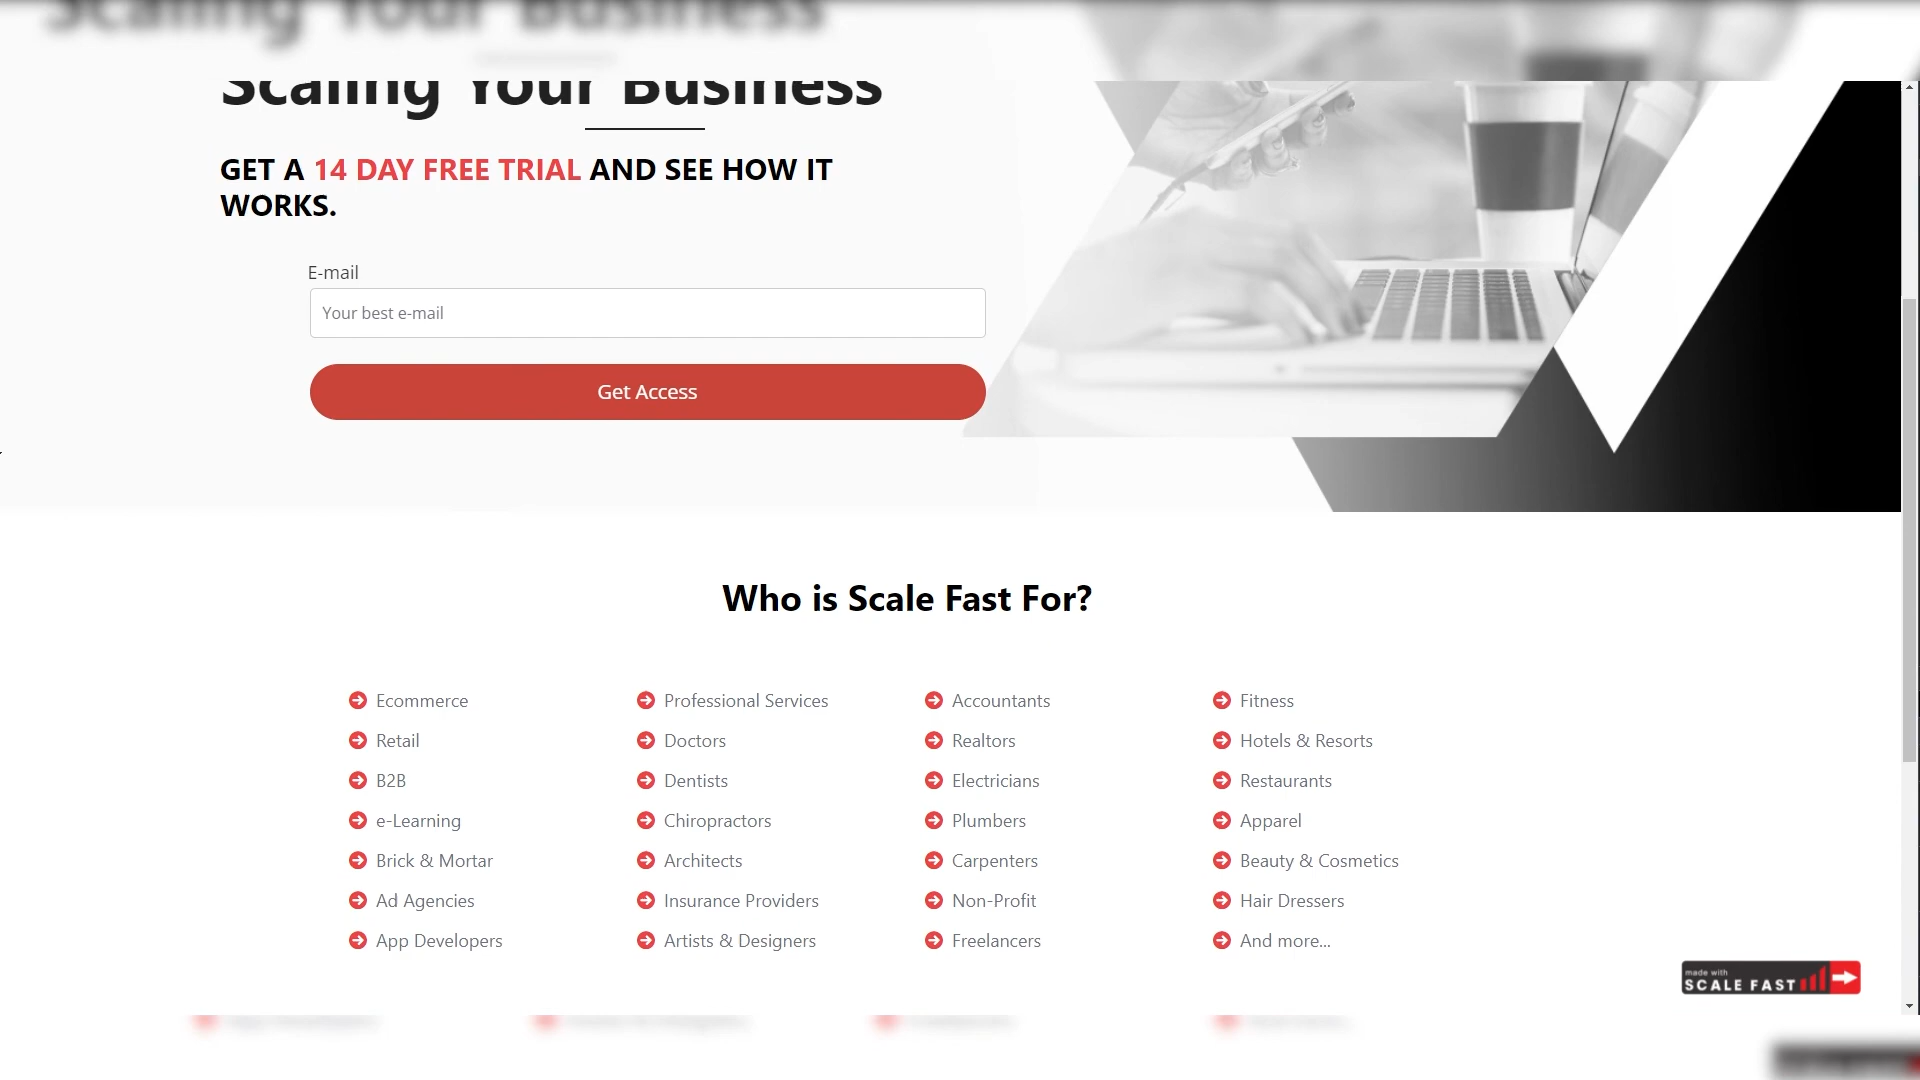 Scaling Your Business
Scaling Your Business
GET A 14 DAY FREE TRIAL AND SEE HOW IT
WORKS.
E-mail
Your best e-mail
Get Access
Who is Scale Fast For?
Ecommerce
Retail
B2B
e-Learning
Brick & Mortar
Ad Agencies
App Developers
Professional Services
Doctors
Dentists
Chiropractors
Architects
Insurance Providers
Artists & Designers
Accountants
Realtors
Electricians
Plumbers
Carpenters
Non-Profit
Freelancers
Fitness
Hotels & Resorts
Restaurants
Apparel
Beauty & Cosmetics
Hair Dressers
And more...
made with
SCALE FAST